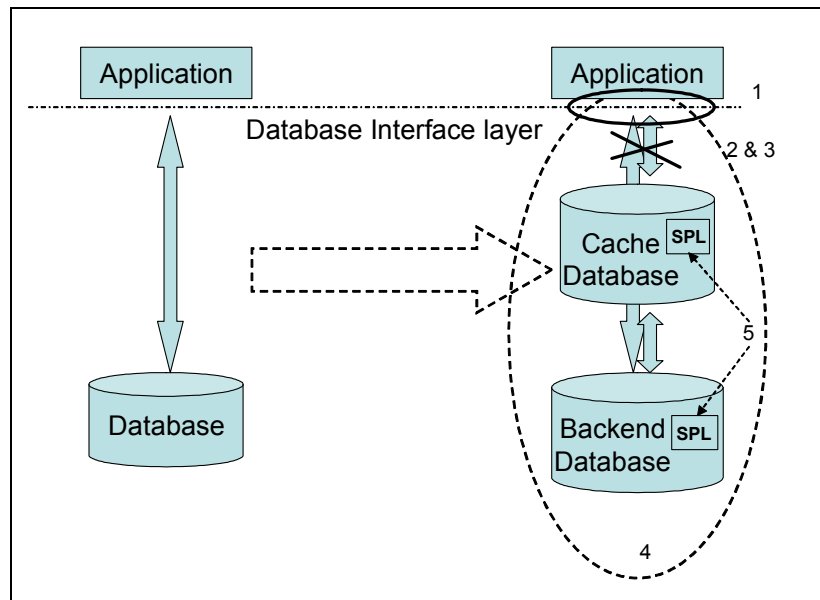 Application
Application
1
Database Interface layer
2 & 3
Cache
Database
SPL
5
Database
Backend
Database
SPL
4